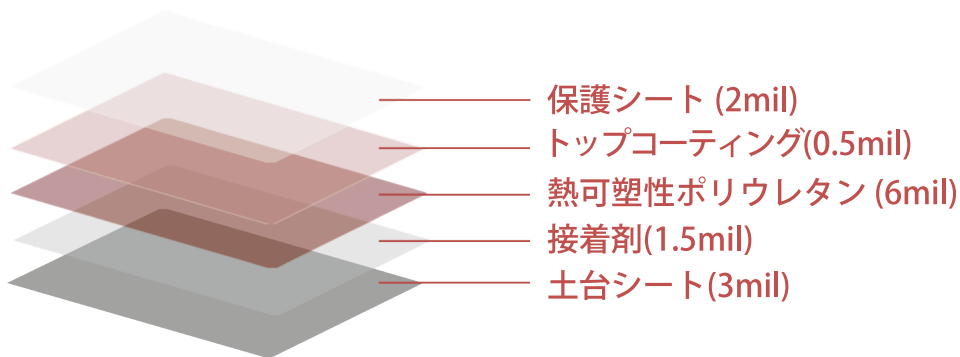 保護シート (2mil)
トップコーティング(0.5mil)
熱可塑性ポリウレタン (6mil)
接着剤(1.5mil)
土台シート(3mil)